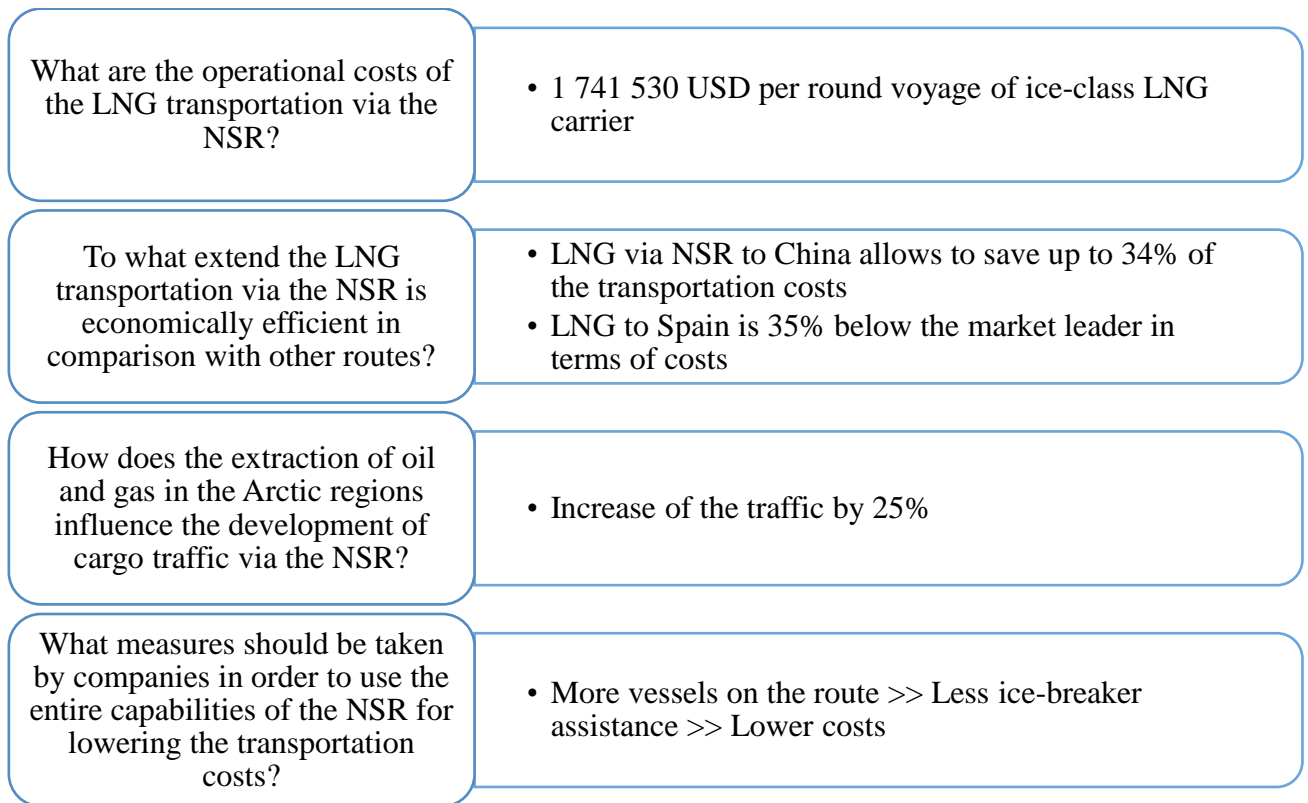 What are the operational costs of
the LNG transportation via the
NSR?
• 1 741 530 USD per round voyage of ice-class LNG
carrier
To what extend the LNG
transportation via the NSR is
economically efficient in
comparison with other routes?
• LNG via NSR to China allows to save up to 34% of
the transportation costs
• LNG to Spain is 35% below the market leader in
terms of costs
How does the extraction of oil
and gas in the Arctic regions
influence the development of
cargo traffic via the NSR?
• Increase of the traffic by 25%
What measures should be taken
by companies in order to use the
entire capabilities of the NSR for
lowering the transportation
costs?
• More vessels on the route >> Less ice-breaker
assistance >> Lower costs